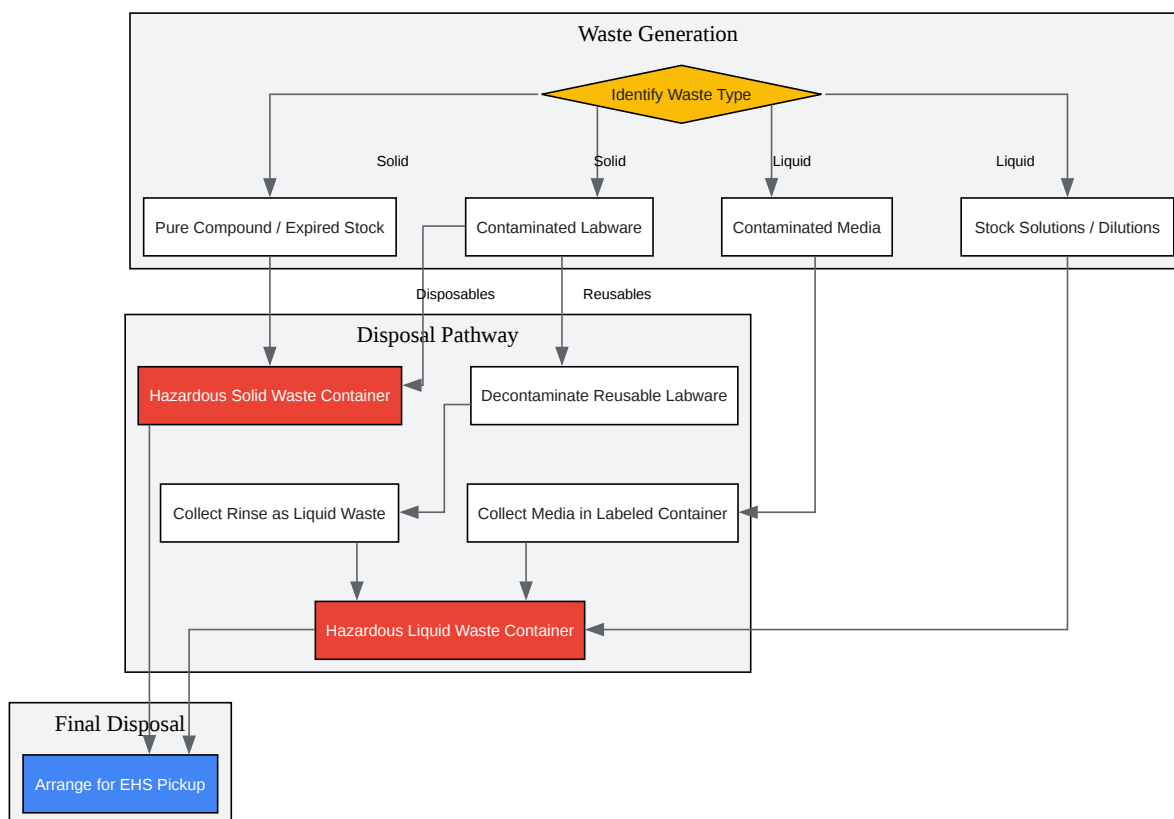 Waste Generation
Identify Waste Type
Solid
Solid
Liquid
Liquid
Pure Compound / Expired Stock
Contaminated Labware
Contaminated Media
Stock Solutions / Dilutions
Disposables
Reusables
Disposal Pathway
Hazardous Solid Waste Container
Decontaminate Reusable Labware
Collect Rinse as Liquid Waste
Collect Media in Labeled Container
Hazardous Liquid Waste Container
Final Disposal
Arrange for EHS Pickup